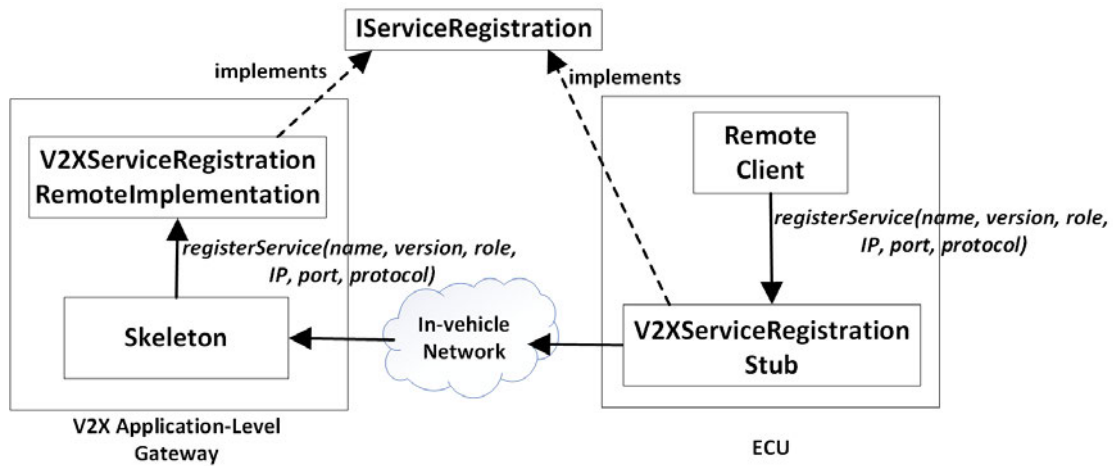 IServiceRegistration
implements
implements
V2XServiceRegistration
RemoteImplementation
registerService(name, version, role,
IP, port, protocol)
Skeleton
V2X Application-Level
Gateway
In-vehicle
Network
Remote
Client
registerService(name, version, role,
IP, port, protocol)
V2XServiceRegistration
Stub
ECU